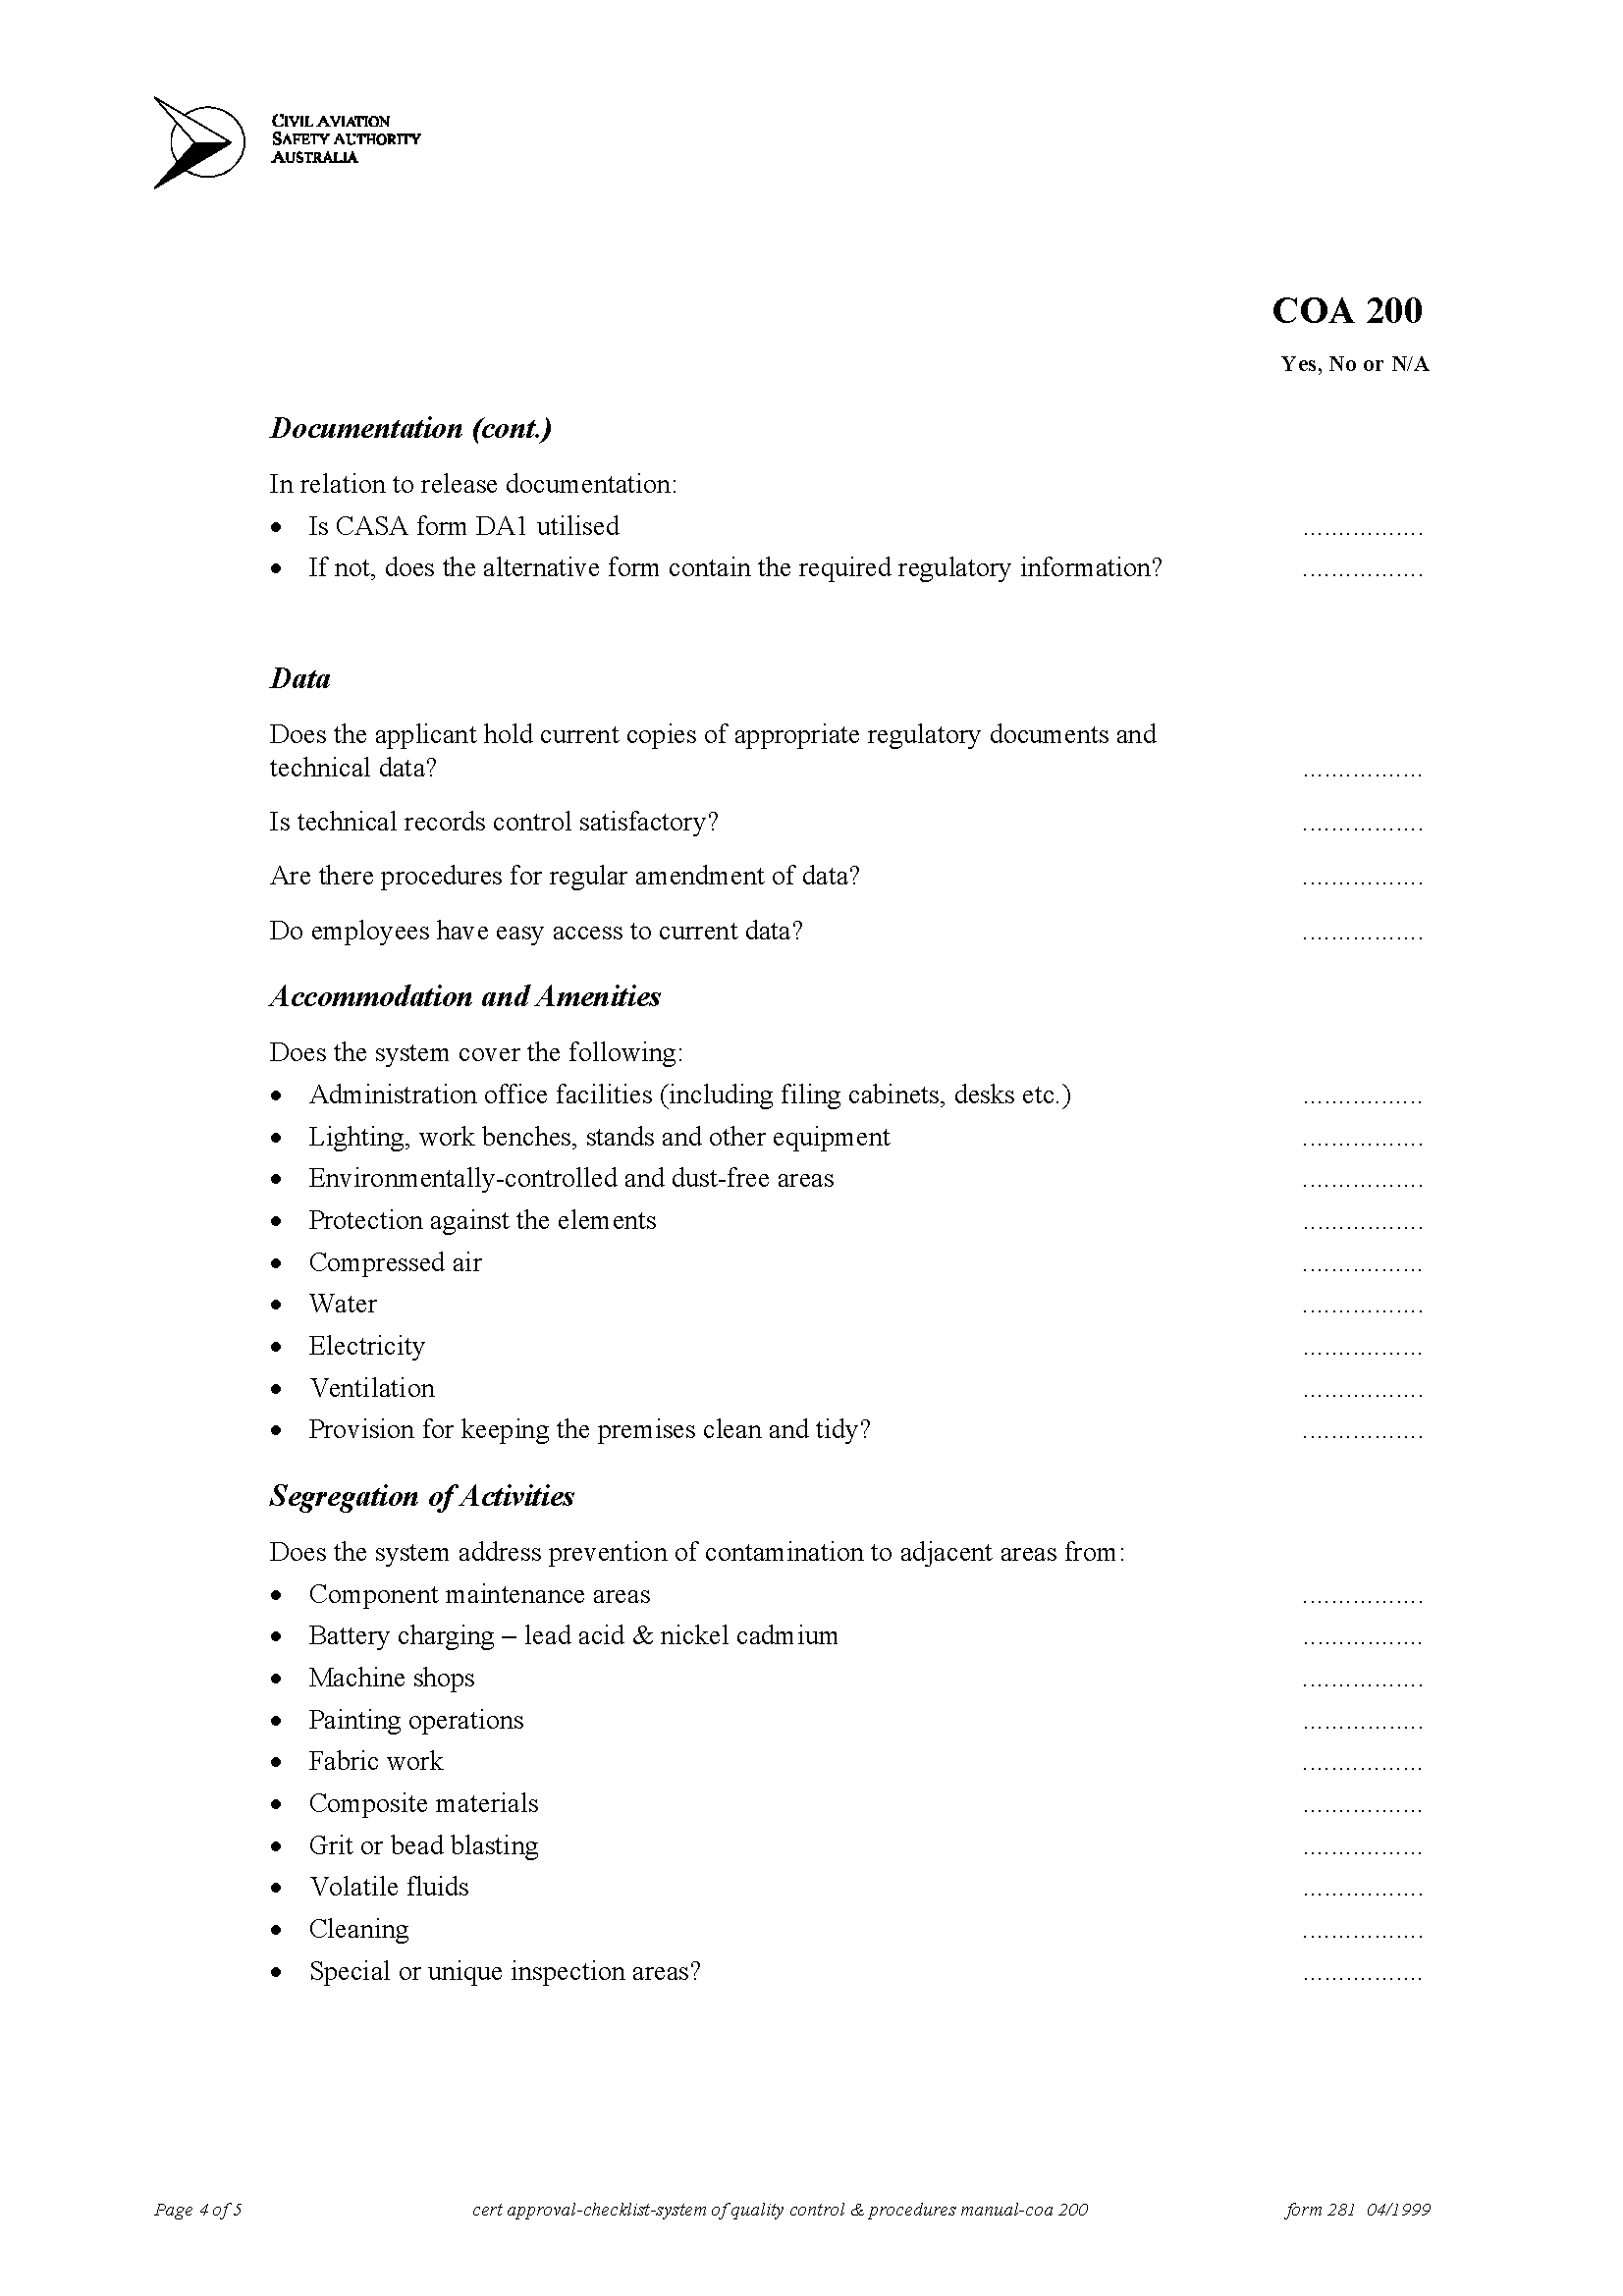 CIVIL AVIATION
SAFETY AUTHORITY
AUSTRALIA
COA 200
Yes, No or N/A
Documentation (cont.)
In relation to release documentation:
• Is CASA form DA1 utilised .................
• If not, does the alternative form contain the required regulatory information? .................
Data
Does the applicant hold current copies of appropriate regulatory documents and
technical data? .................
Is technical records control satisfactory? .................
Are there procedures for regular amendment of data? .................
Do employees have easy access to current data? .................
Accommodation and Amenities
Does the system cover the following:
• Administration office facilities (including filing cabinets, desks etc.) .................
• Lighting, work benches, stands and other equipment .................
• Environmentally-controlled and dust-free areas .................
• Protection against the elements .................
• Compressed air .................
• Water .................
• Electricity .................
• Ventilation .................
• Provision for keeping the premises clean and tidy? .................
Segregation of Activities
Does the system address prevention of contamination to adjacent areas from:
• Component maintenance areas .................
• Battery charging – lead acid & nickel cadmium .................
• Machine shops .................
• Painting operations .................
• Fabric work .................
• Composite materials .................
• Grit or bead blasting .................
• Volatile fluids .................
• Cleaning .................
• Special or unique inspection areas? .................
Page 4 of 5 cert approval-checklist-system of quality control & procedures manual-coa 200 form 281 04/1999